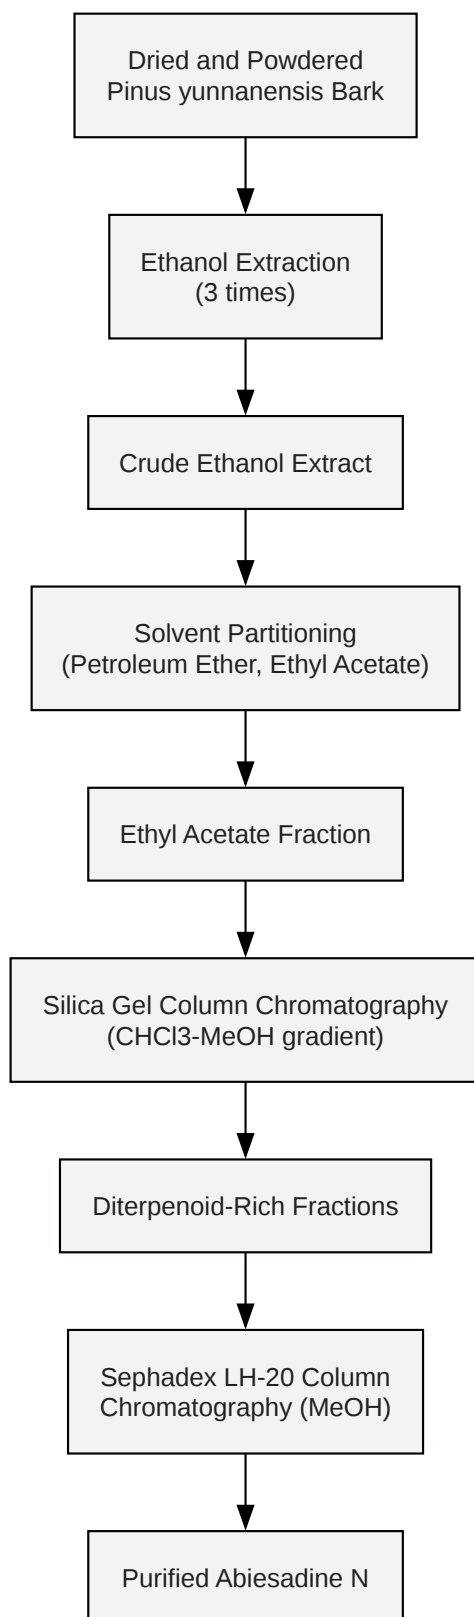 Dried and Powdered
Pinus yunnanensis Bark
Ethanol Extraction
(3 times)
Crude Ethanol Extract
Solvent Partitioning
(Petroleum Ether, Ethyl Acetate)
Ethyl Acetate Fraction
Silica Gel Column Chromatography
(CHCl3-MeOH gradient)
Diterpenoid-Rich Fractions
Sephadex LH-20 Column
Chromatography (MeOH)
Purified Abiesadine N